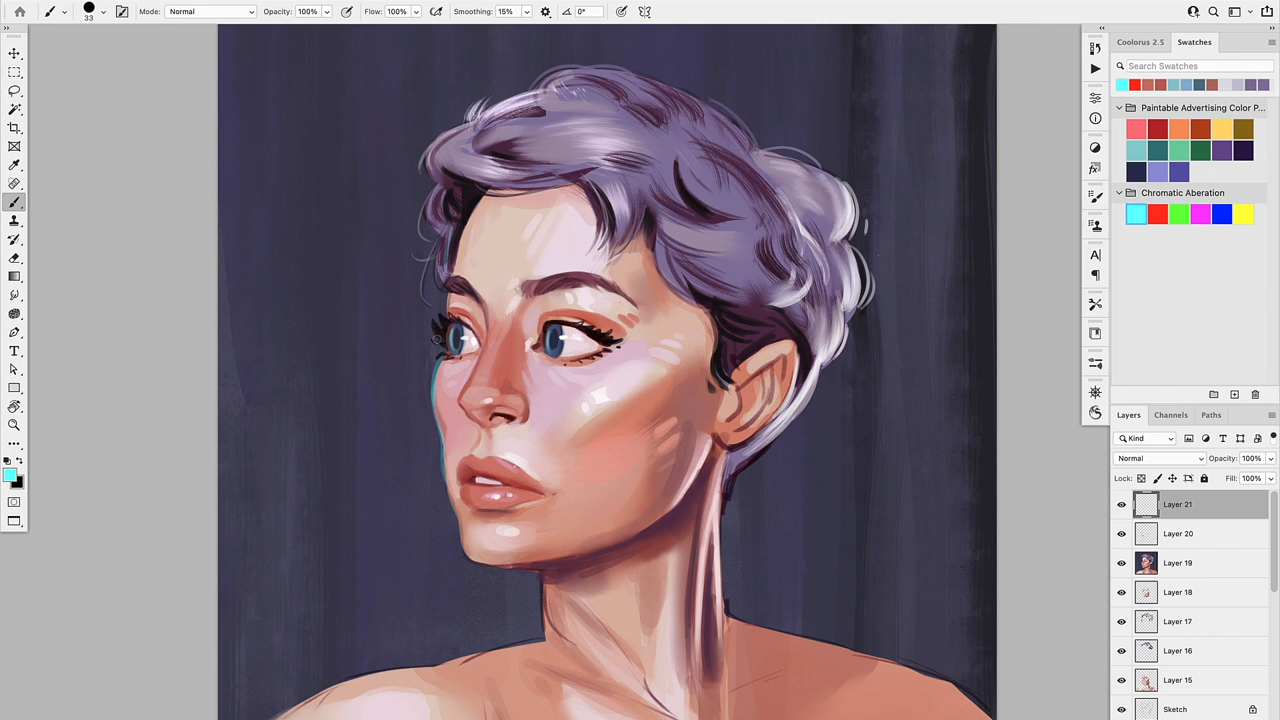 33
Mode: Normal
Opacity: 100%
Flow: 100%
Smoothing: 15%
0°
Coolorus 2.5
Swatches
Search Swatches
Paintable Advertising Color P...
Chromatic Aberation
Layers
Channels
Paths
Kind
Normal
Opacity: 100%
Lock:
Fill: 100%
Layer 21
Layer 20
Layer 19
Layer 18
Layer 17
Layer 16
Layer 15
Sketch